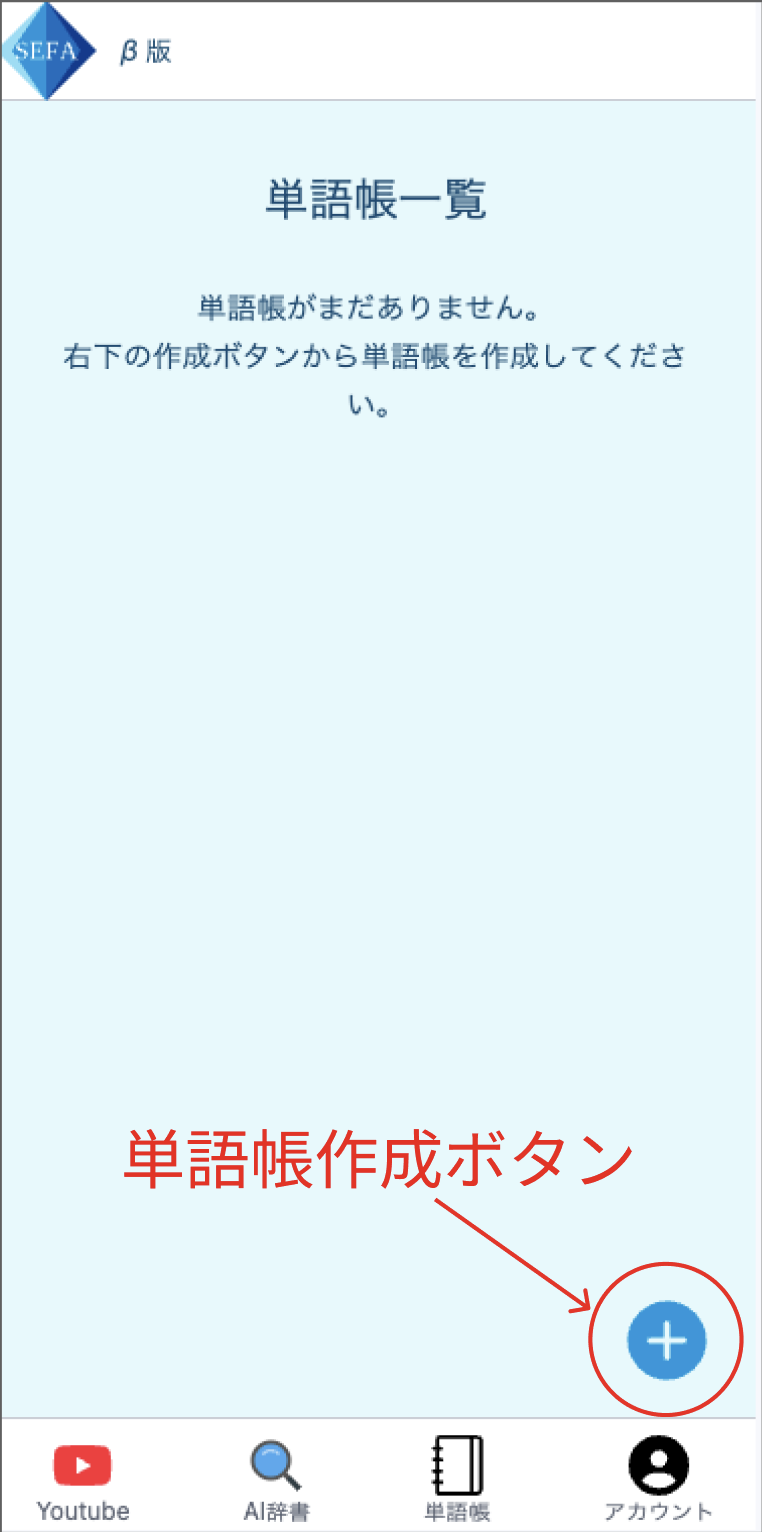 SEFA
β版
単語帳一覧
単語帳がまだありません。
右下の作成ボタンから単語帳を作成してくださ
い。
単語帳作成ボタン
Youtube
AI辞書
単語帳
アカウント